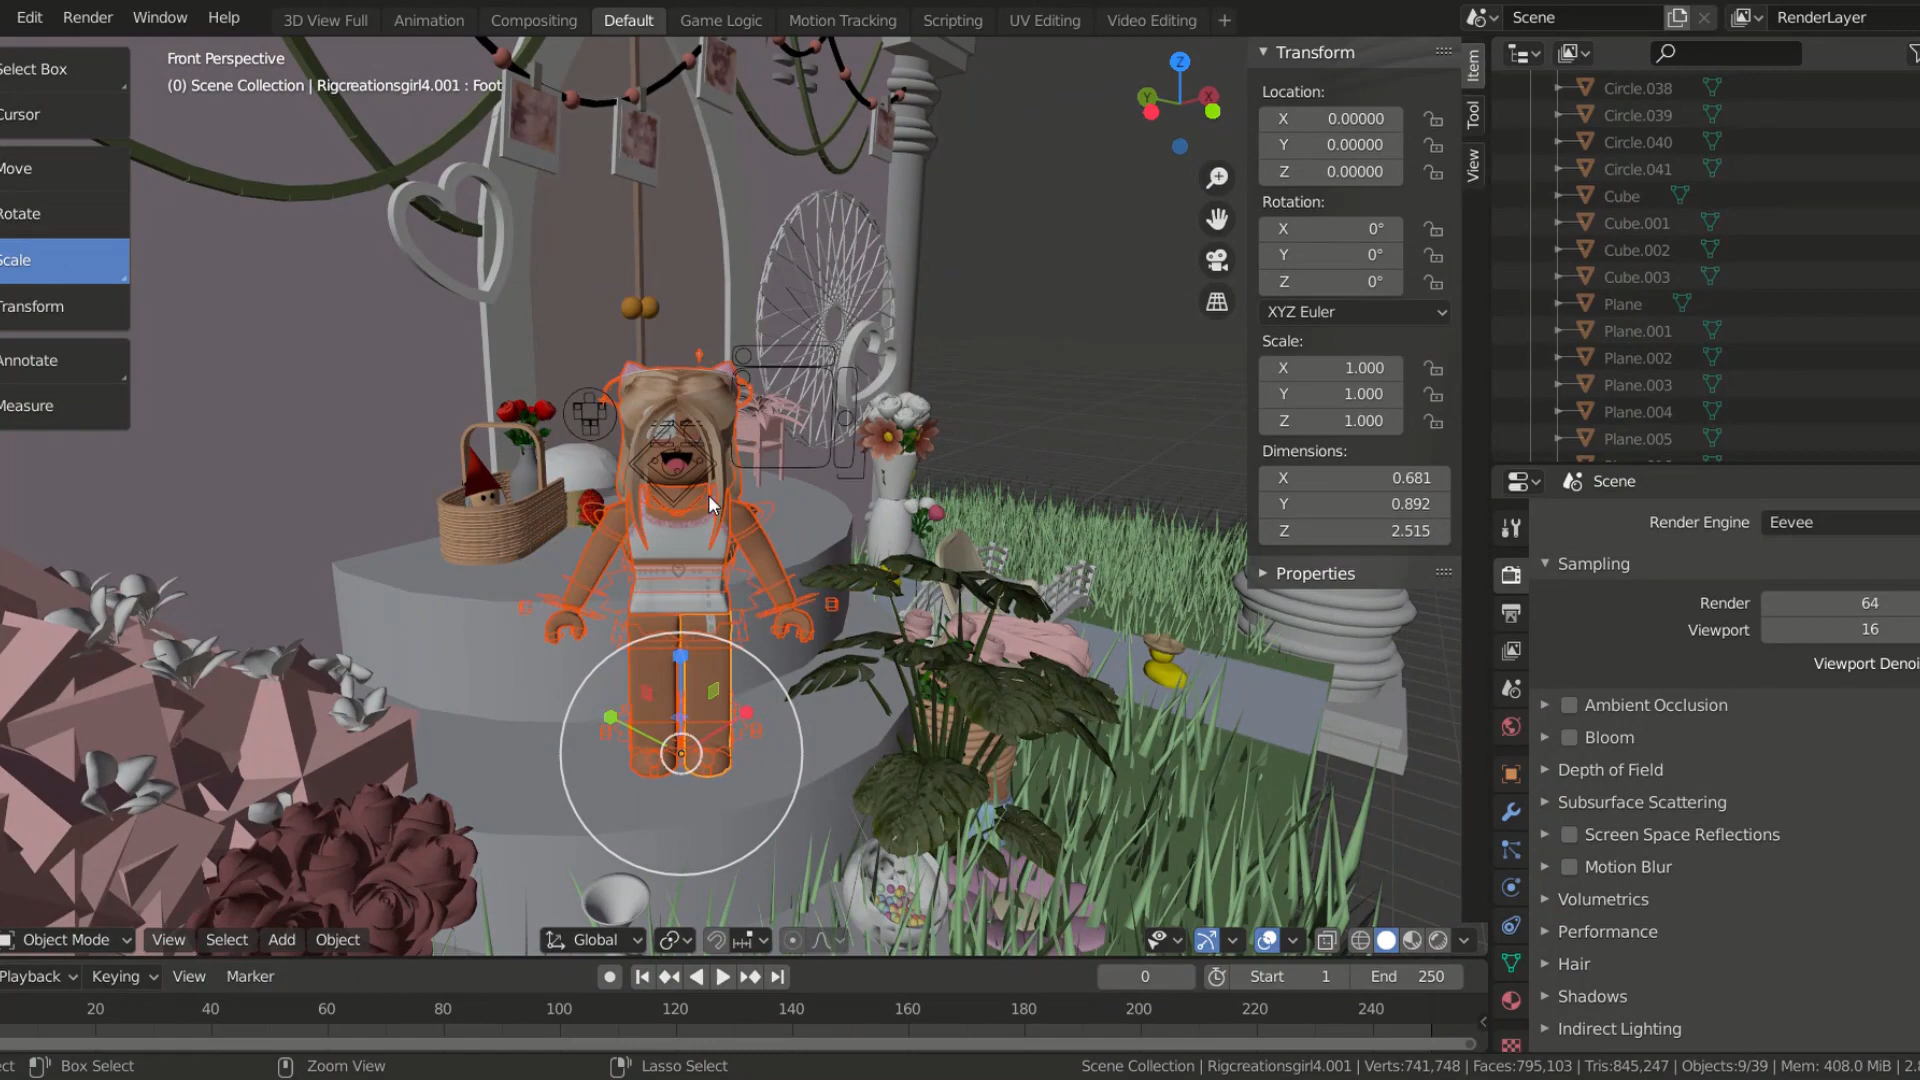 Edit Render Window Help 3D View Full Animation Compositing Default Game Logic Motion Tracking Scripting UV Editing Video Editing + Scene RenderLayer
Select Box
Cursor
Move
Rotate
Scale
Transform
Annotate
Measure
Front Perspective
(0) Scene Collection | Rigcreationsgirl4.001 : Foot
Z
Y
X
Transform
Location:
X 0.00000
Y 0.00000
Z 0.00000
Rotation:
X 0°
Y 0°
Z 0°
XYZ Euler
Scale:
X 1.000
Y 1.000
Z 1.000
Dimensions:
X 0.681
Y 0.892
Z 2.515
Properties
Item
Tool
View
Circle.038
Circle.039
Circle.040
Circle.041
Cube
Cube.001
Cube.002
Cube.003
Plane
Plane.001
Plane.002
Plane.003
Plane.004
Plane.005
Scene
Render Engine Eevee
Sampling
Render 64
Viewport 16
Viewport Denoi
Ambient Occlusion
Bloom
Depth of Field
Subsurface Scattering
Screen Space Reflections
Motion Blur
Volumetrics
Performance
Hair
Shadows
Indirect Lighting
Object Mode View Select Add Object Global
Playback Keying View Marker 0 Start 1 End 250
20 40 60 80 100 120 140 160 180 200 220 240
ct Box Select Zoom View Lasso Select Scene Collection | Rigcreationsgirl4.001 | Verts:741,748 | Faces:795,103 | Tris:845,247 | Objects:9/39 | Mem: 408.0 MiB | 2.8